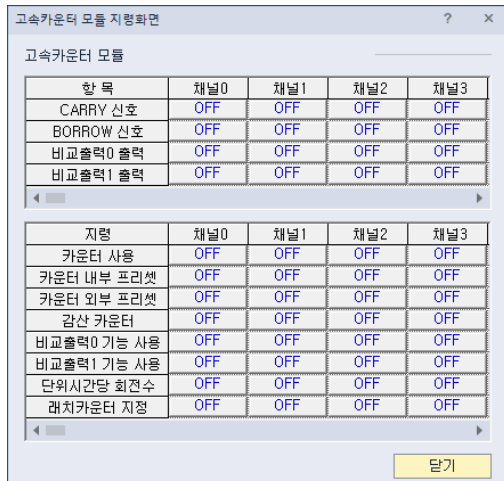 고속카운터 모듈 지령화면 ? ×
고속카운터 모듈
항 목 채널0 채널1 채널2 채널3
CARRY 신호 OFF OFF OFF OFF
BORROW 신호 OFF OFF OFF OFF
비교출력0 출력 OFF OFF OFF OFF
비교출력1 출력 OFF OFF OFF OFF
지령 채널0 채널1 채널2 채널3
카운터 사용 OFF OFF OFF OFF
카운터 내부 프리셋 OFF OFF OFF OFF
카운터 외부 프리셋 OFF OFF OFF OFF
감산 카운터 OFF OFF OFF OFF
비교출력0 기능 사용 OFF OFF OFF OFF
비교출력1 기능 사용 OFF OFF OFF OFF
단위시간당 회전수 OFF OFF OFF OFF
래치카운터 지정 OFF OFF OFF OFF
닫기